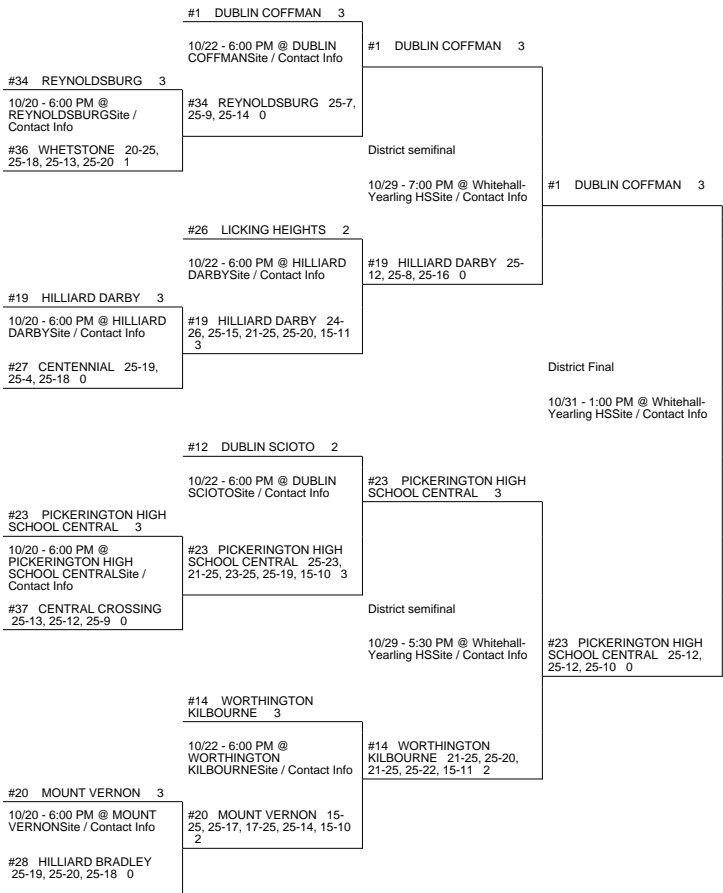 #1 DUBLIN COFFMAN 3
10/22 - 6:00 PM @ DUBLIN
COFFMANSite / Contact Info
#1 DUBLIN COFFMAN 3
#34 REYNOLDSBURG 3
10/20 - 6:00 PM @
REYNOLDSBURGSite /
Contact Info
#34 REYNOLDSBURG 25-7,
25-9, 25-14 0
#36 WHETSTONE 20-25,
25-18, 25-13, 25-20 1
District semifinal
10/29 - 7:00 PM @ Whitehall-
Yearling HSSite / Contact Info
#1 DUBLIN COFFMAN 3
#26 LICKING HEIGHTS 2
10/22 - 6:00 PM @ HILLIARD
DARBYSite / Contact Info
#19 HILLIARD DARBY 25-
12, 25-8, 25-16 0
#19 HILLIARD DARBY 3
10/20 - 6:00 PM @ HILLIARD
DARBYSite / Contact Info
#19 HILLIARD DARBY 24-
26, 25-15, 21-25, 25-20, 15-11
3
#27 CENTENNIAL 25-19,
25-4, 25-18 0
District Final
10/31 - 1:00 PM @ Whitehall-
Yearling HSSite / Contact Info
#12 DUBLIN SCIOTO 2
10/22 - 6:00 PM @ DUBLIN
SCIOTOSite / Contact Info
#23 PICKERINGTON HIGH
SCHOOL CENTRAL 3
#23 PICKERINGTON HIGH
SCHOOL CENTRAL 3
10/20 - 6:00 PM @
PICKERINGTON HIGH
SCHOOL CENTRALSite /
Contact Info
#23 PICKERINGTON HIGH
SCHOOL CENTRAL 25-23,
21-25, 23-25, 25-19, 15-10 3
#37 CENTRAL CROSSING
25-13, 25-12, 25-9 0
District semifinal
10/29 - 5:30 PM @ Whitehall-
Yearling HSSite / Contact Info
#23 PICKERINGTON HIGH
SCHOOL CENTRAL 25-12,
25-12, 25-10 0
#14 WORTHINGTON
KILBOURNE 3
10/22 - 6:00 PM @
WORTHINGTON
KILBOURNESite / Contact Info
#14 WORTHINGTON
KILBOURNE 21-25, 25-20,
21-25, 25-22, 15-11 2
#20 MOUNT VERNON 3
10/20 - 6:00 PM @ MOUNT
VERNONSite / Contact Info
#20 MOUNT VERNON 15-
25, 25-17, 17-25, 25-14, 15-10
2
#28 HILLIARD BRADLEY
25-19, 25-20, 25-18 0